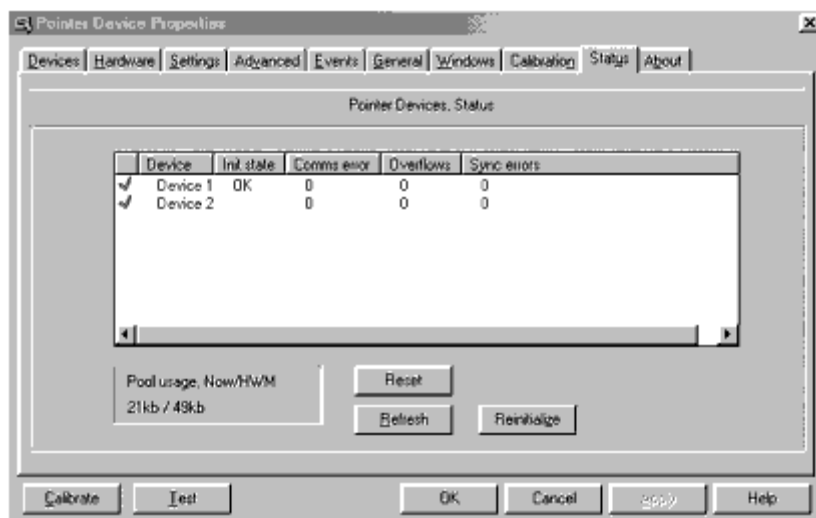 Pointer Device Properties
Devices Hardware Settings Advanced Events General Windows Calibration Status About
Pointer Devices, Status
Device Init state Comms error Overflows Sync errors
Device 1 OK 0 0 0
Device 2 0 0 0
Pool usage, Now/HWM
21kb / 49kb
Reset
Refresh Reinitialize
Calibrate Test OK Cancel Apply Help